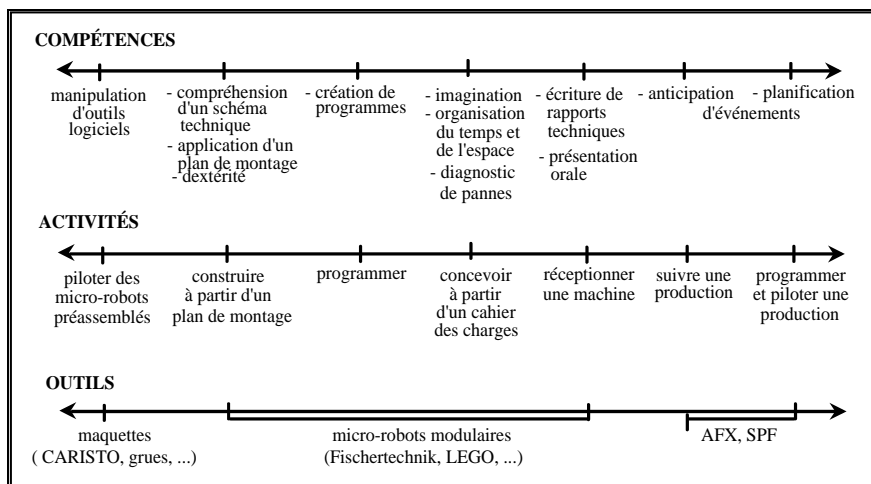 COMPÉTENCES
manipulation
d'outils
logiciels
- compréhension
d'un schéma
technique
- application d'un
plan de montage
- dextérité
- création de
programmes
- imagination
- organisation
du temps et
de l'espace
- diagnostic
de pannes
- écriture de
rapports
techniques
- présentation
orale
- anticipation
- planification
d'événements
ACTIVITÉS
piloter des
micro-robots
préassemblés
construire
à partir d'un
plan de montage
programmer
concevoir
à partir
d'un cahier
des charges
réceptionner
une machine
suivre une
production
programmer
et piloter une
production
OUTILS
maquettes
( CARISTO, grues, ...)
micro-robots modulaires
(Fischertechnik, LEGO, ...)
AFX, SPF